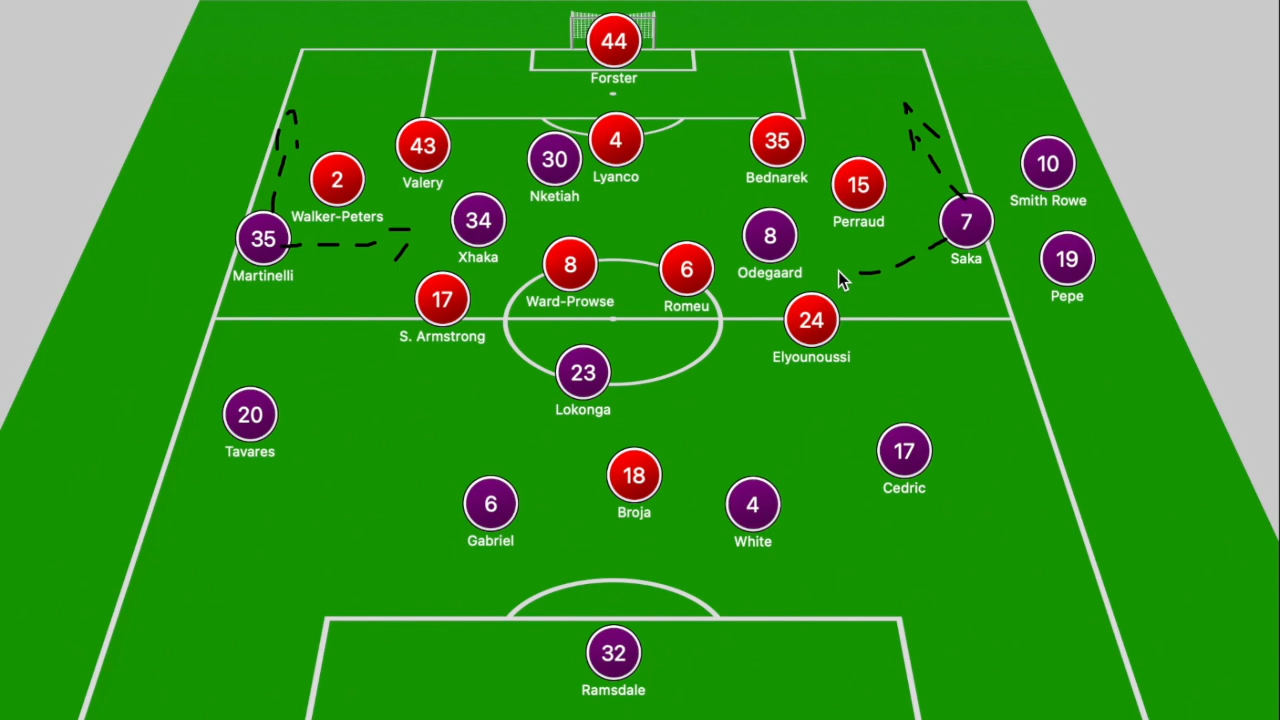 44
Forster
4
Lyanco
35
Bednarek
43
Valery
30
Nketiah
10
Smith Rowe
2
Walker-Peters
15
Perraud
34
Xhaka
7
Saka
8
Odegaard
35
Martinelli
19
Pepe
8
Ward-Prowse
6
Romeu
17
S. Armstrong
24
Elyounoussi
23
Lokonga
20
Tavares
17
Cedric
18
Broja
6
Gabriel
4
White
32
Ramsdale